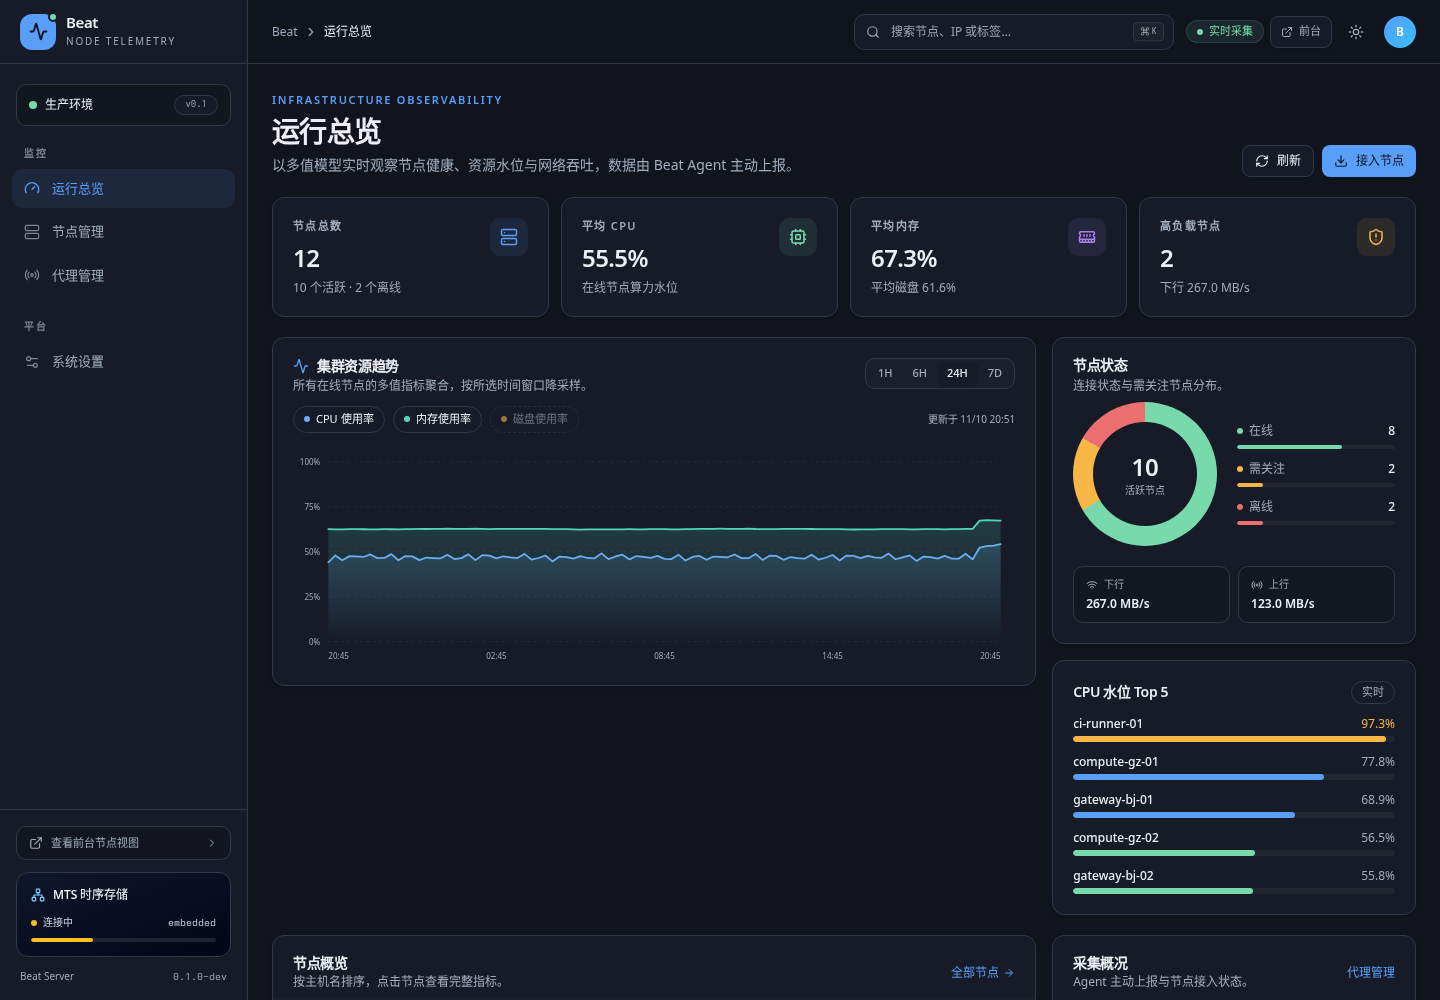 Beat
NODE TELEMETRY
生产环境
v0.1
监控
运行总览
节点管理
代理管理
平台
系统设置
查看前台节点视图
MTS 时序存储
连接中
embedded
Beat Server
0.1.0-dev
Beat
运行总览
搜索节点、IP 或标签...
⌘K
实时采集
前台
B
INFRASTRUCTURE OBSERVABILITY
运行总览
以多值模型实时观察节点健康、资源水位与网络吞吐，数据由 Beat Agent 主动上报。
刷新
接入节点
节点总数
12
10 个活跃 · 2 个离线
平均 CPU
55.5%
在线节点算力水位
平均内存
67.3%
平均磁盘 61.6%
高负载节点
2
下行 267.0 MB/s
集群资源趋势
所有在线节点的多值指标聚合，按所选时间窗口降采样。
1H
6H
24H
7D
CPU 使用率
内存使用率
磁盘使用率
更新于 11/10 20:51
100%
75%
50%
25%
0%
20:45
02:45
08:45
14:45
20:45
节点状态
连接状态与需关注节点分布。
10
活跃节点
在线
8
需关注
2
离线
2
下行
267.0 MB/s
上行
123.0 MB/s
CPU 水位 Top 5
实时
ci-runner-01
97.3%
compute-gz-01
77.8%
gateway-bj-01
68.9%
compute-gz-02
56.5%
gateway-bj-02
55.8%
节点概览
按主机名排序，点击节点查看完整指标。
全部节点 →
采集概况
Agent 主动上报与节点接入状态。
代理管理